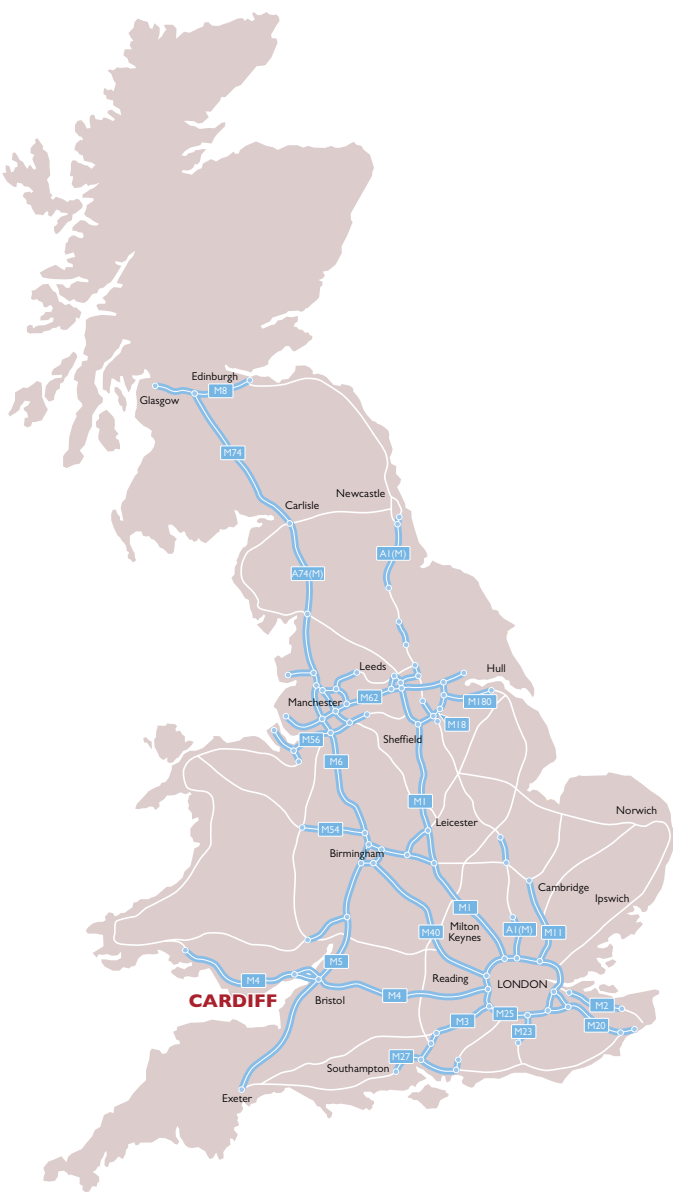 Edinburgh
M8
Glasgow
M74
Newcastle
Carlisle
A1(M)
A74(M)
Leeds
Hull
M62
Manchester
M180
M18
M56
Sheffield
M6
M1
Norwich
Leicester
M54
Birmingham
Cambridge
Ipswich
M1
Milton
Keynes
M40
A1(M)
M11
M5
Reading
M4
LONDON
CARDIFF
Bristol
M4
M2
M25
M3
M20
M23
M27
Southampton
Exeter